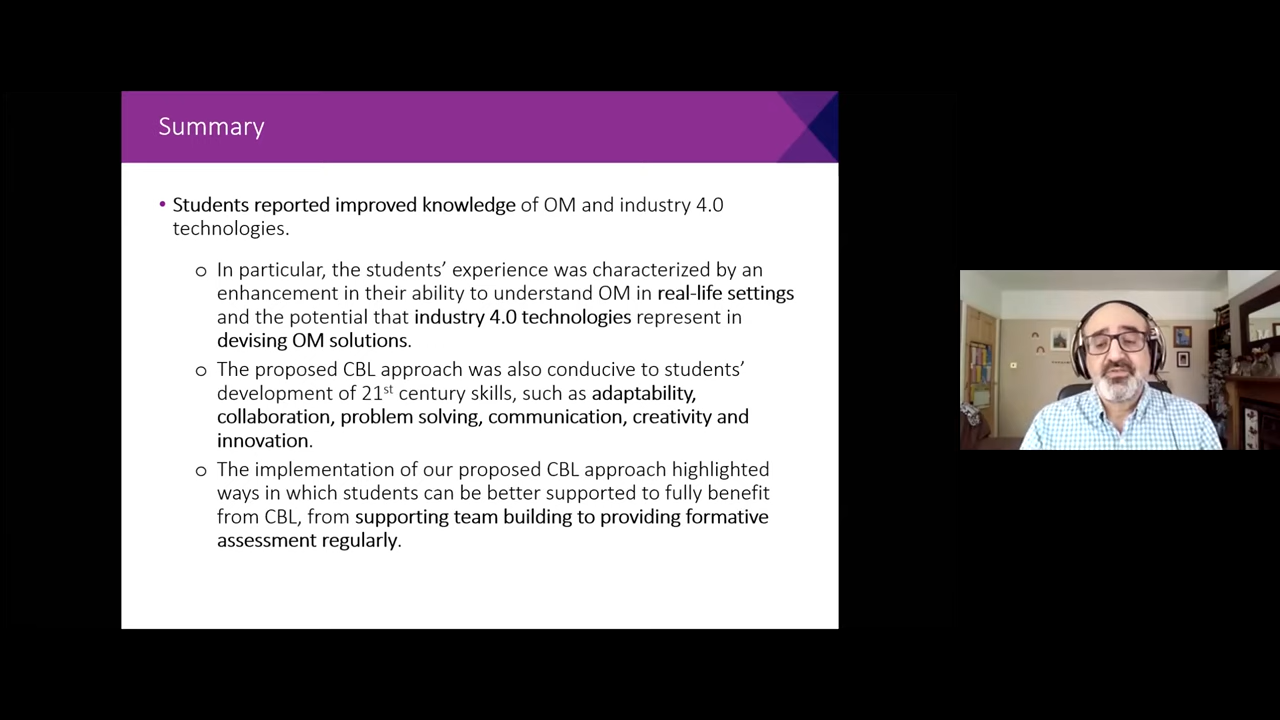 Summary
• Students reported improved knowledge of OM and industry 4.0
technologies.
o In particular, the students’ experience was characterized by an
enhancement in their ability to understand OM in real-life settings
and the potential that industry 4.0 technologies represent in
devising OM solutions.
o The proposed CBL approach was also conducive to students’
development of 21st century skills, such as adaptability,
collaboration, problem solving, communication, creativity and
innovation.
o The implementation of our proposed CBL approach highlighted
ways in which students can be better supported to fully benefit
from CBL, from supporting team building to providing formative
assessment regularly.